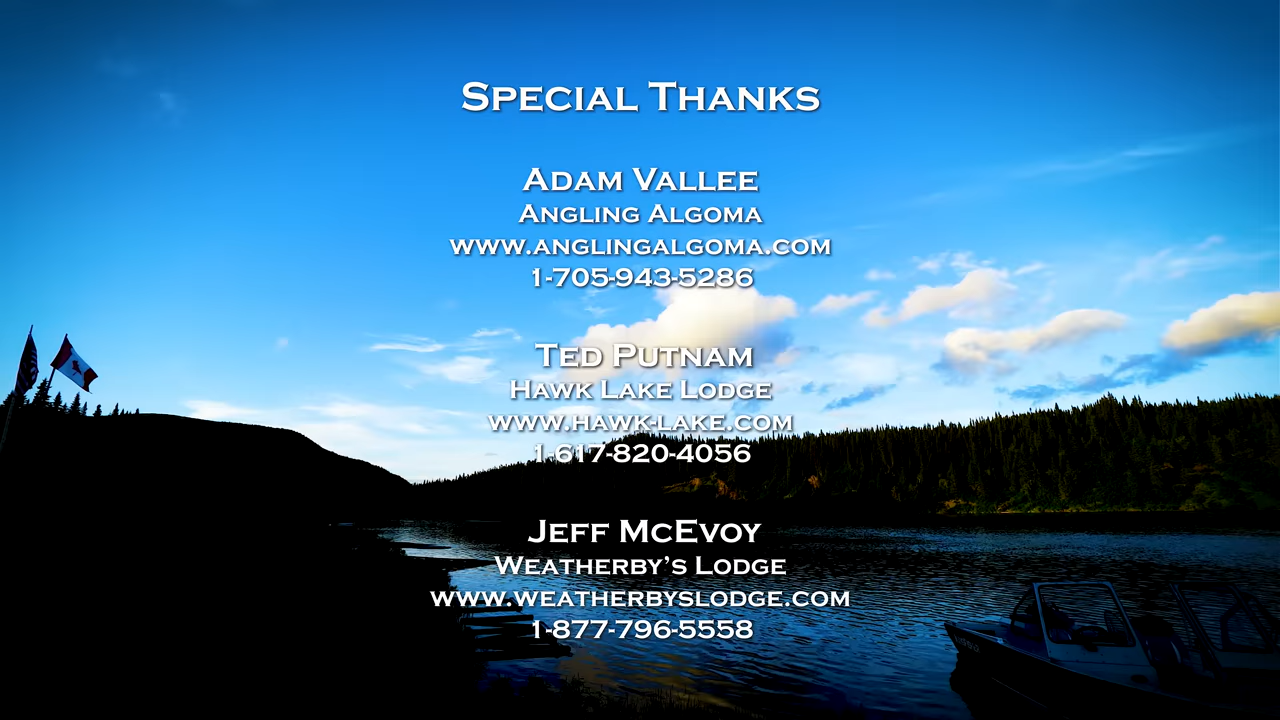 Special Thanks
Adam Vallee
Angling Algoma
www.anglingalgoma.com
1-705-943-5286
Ted Putnam
Hawk Lake Lodge
www.hawk-lake.com
1-617-820-4056
Jeff McEvoy
Weatherby's Lodge
www.weatherbyslodge.com
1-877-796-5558